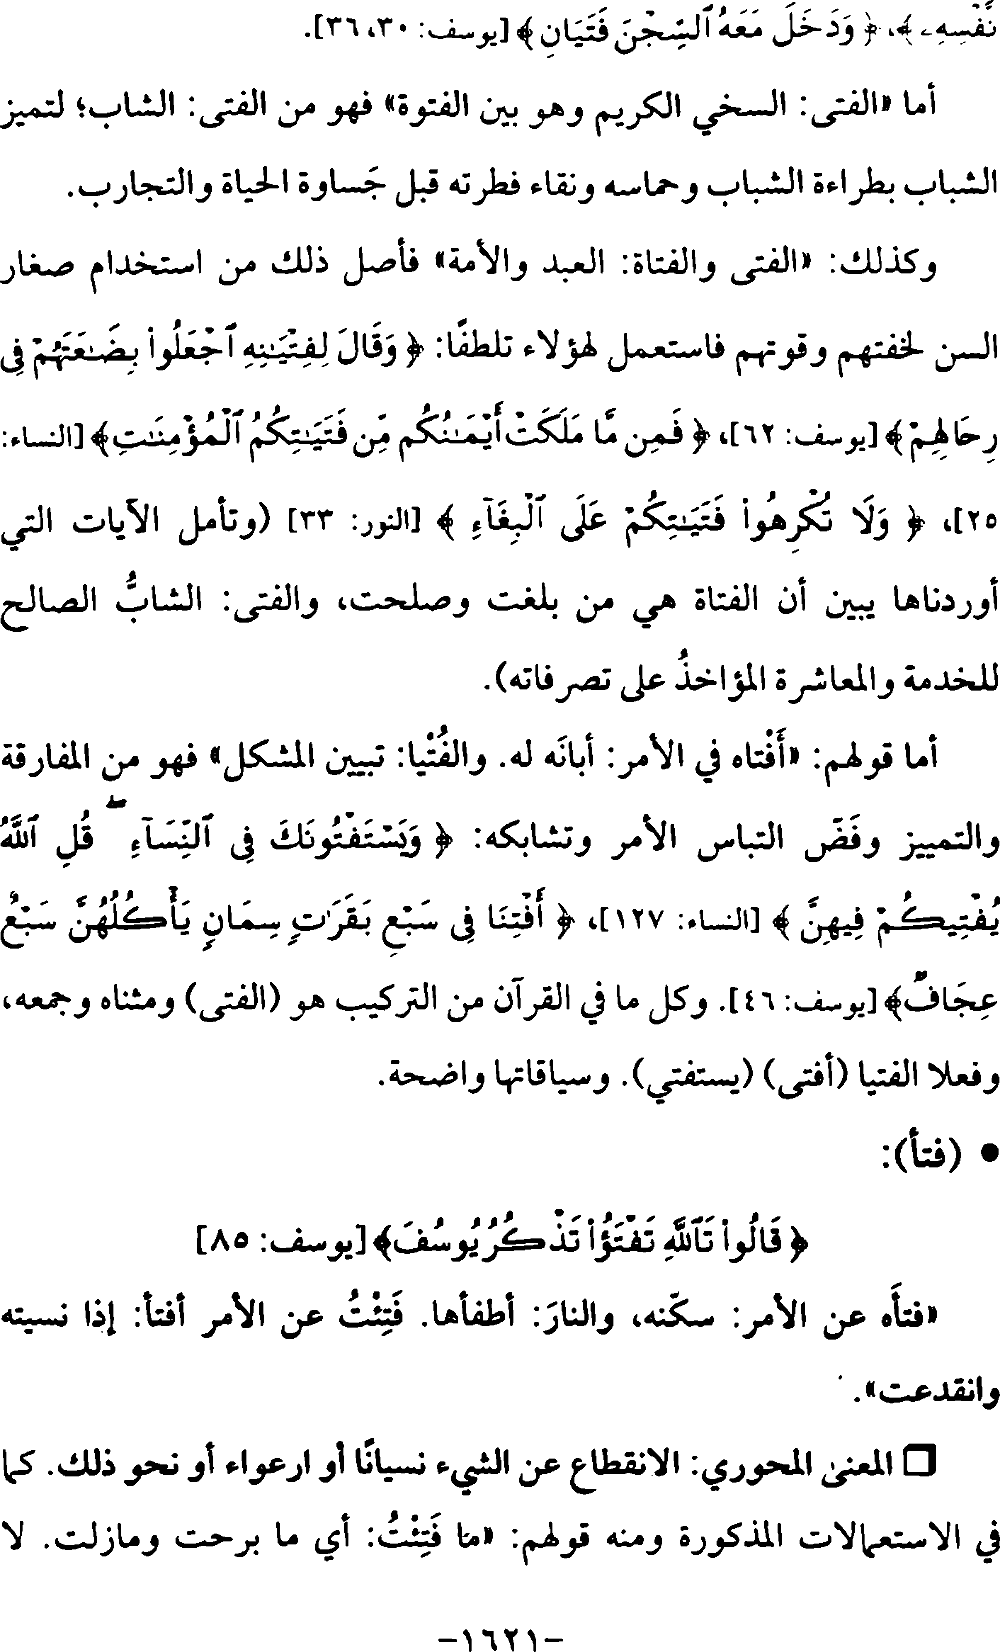 نَّفْسِهِۦ ﴾، ﴿ وَدَخَلَ مَعَهُ ٱلسِّجْنَ فَتَيَانِ ﴾ [يوسف: ٣٠، ٣٦].
أما «الفتى: السخي الكريم وهو بين الفتوة» فهو من الفتى: الشاب؛ لتميز
الشباب بطراءة الشباب وحماسه ونقاء فطرته قبل جَساوة الحياة والتجارب.
وكذلك: «الفتى والفتاة: العبد والأمة» فأصل ذلك من استخدام صغار
السن لخفتهم وقوتهم فاستعمل لهؤلاء تلطفًا: ﴿ وَقَالَ لِفِتْيَـٰنِهِ ٱجْعَلُوا۟ بِضَـٰعَتَهُمْ فِى
رِحَالِهِمْ ﴾ [يوسف: ٦٢]، ﴿ فَمِن مَّا مَلَكَتْ أَيْمَـٰنُكُم مِّن فَتَيَـٰتِكُمُ ٱلْمُؤْمِنَـٰتِ ﴾ [النساء:
٢٥]، ﴿ وَلَا تُكْرِهُوا۟ فَتَيَـٰتِكُمْ عَلَى ٱلْبِغَآءِ ﴾ [النور: ٣٣] (وتأمل الآيات التي
أوردناها يبين أن الفتاة هي من بلغت وصلحت، والفتى: الشابُّ الصالح
للخدمة والمعاشرة المؤاخذُ على تصرفاته).
أما قولهم: «أَفْتاه في الأمر: أبانَه له. والفُتْيا: تبيين المشكل» فهو من المفارقة
والتمييز وفَضّ التباس الأمر وتشابكه: ﴿ وَيَسْتَفْتُونَكَ فِى ٱلنِّسَآءِ ۖ قُلِ ٱللَّهُ
يُفْتِيكُمْ فِيهِنَّ ﴾ [النساء: ١٢٧]، ﴿ أَفْتِنَا فِى سَبْعِ بَقَرَٰتٍ سِمَانٍ يَأْكُلُهُنَّ سَبْعٌ
عِجَافٌ ﴾ [يوسف: ٤٦]. وكل ما في القرآن من التركيب هو (الفتى) ومثناه وجمعه،
وفعلا الفتيا (أفتى) (يستفتي). وسياقاتها واضحة.
• (فتأ):
﴿ قَالُوا۟ تَٱللَّهِ تَفْتَؤُا۟ تَذْكُرُ يُوسُفَ ﴾ [يوسف: ٨٥]
«فتأَه عن الأمر: سكّنه، والنارَ: أطفأها. فَتِئْتُ عن الأمر أفتأ: إذا نسيته
وانقدعت».
❏ المعنى المحوري: الانقطاع عن الشيء نسيانًا أو ارعواء أو نحو ذلك. كما
في الاستعمالات المذكورة ومنه قولهم: «ما فَتِئْتُ: أي ما برحت ومازلت. لا
-١٦٢١-